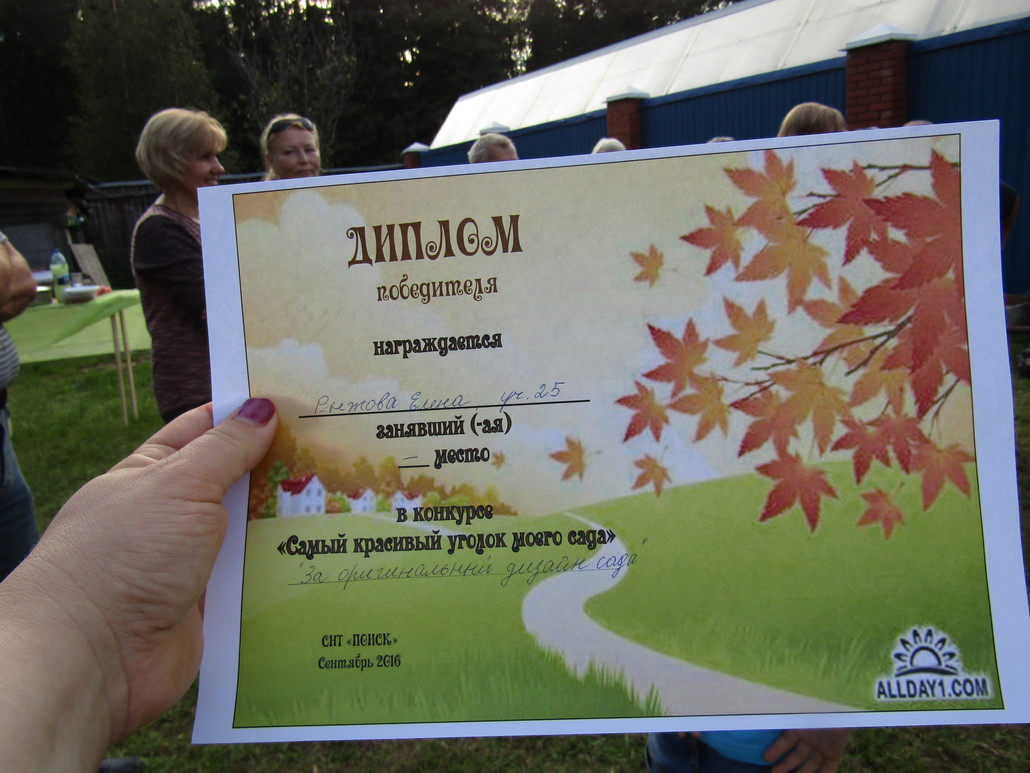 ДИПЛОМ
победителя
награждается
Рыжова Елена уч. 25
занявший (-ая)
— место
в конкурсе
«Самый красивый уголок моего сада»
"За оригинальный дизайн сада"
СНТ «ПОИСК»
Сентябрь 2016
ALLDAY1.COM